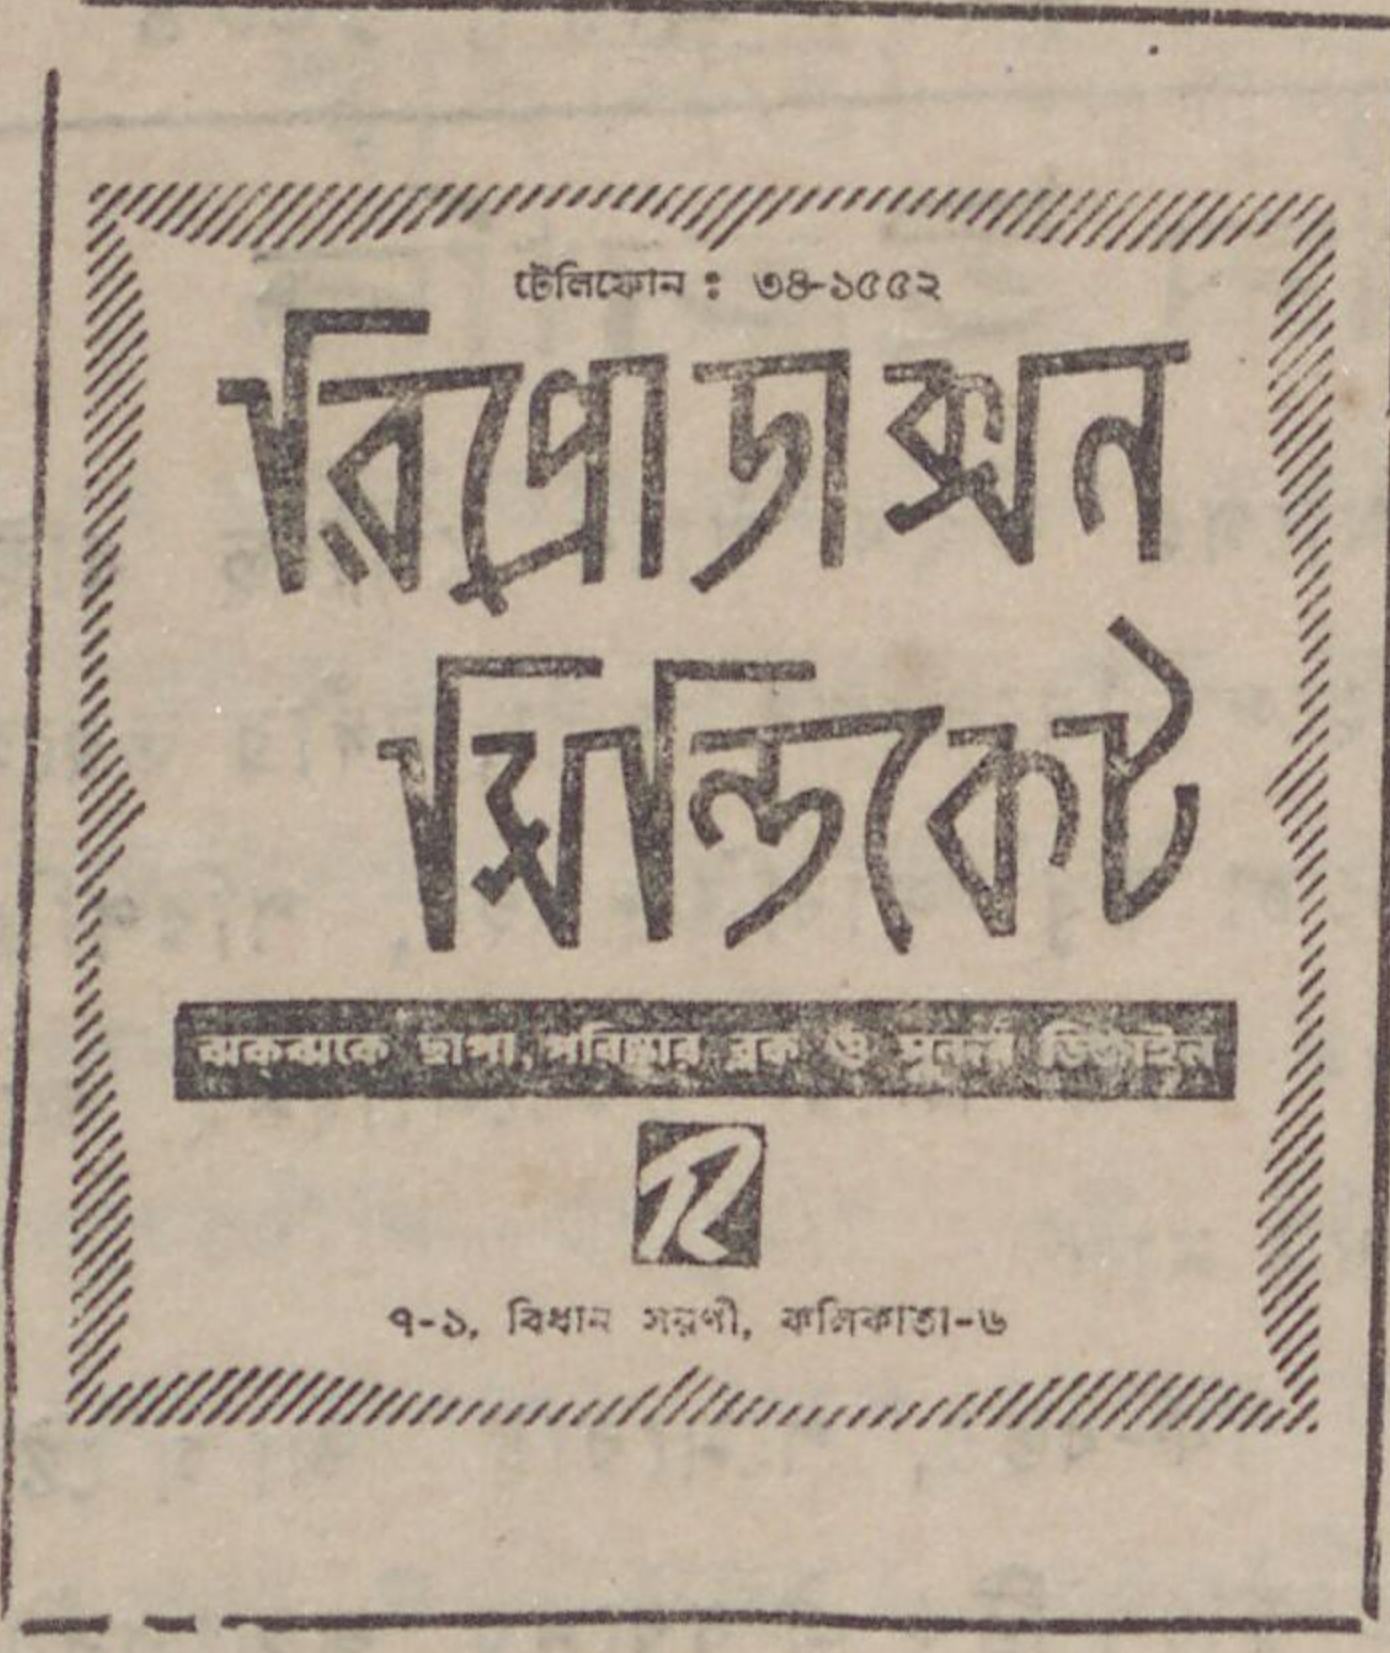 টেলিফোন : ৩৪-১৫৫২
রিপ্রোডাক্সন
সিন্ডিকেট
ঝকঝকে ছাপা, পরিষ্কার ব্লক ও সুন্দর ডিজাইন
R
৭-১, বিধান সরণী, কলিকাতা-৬